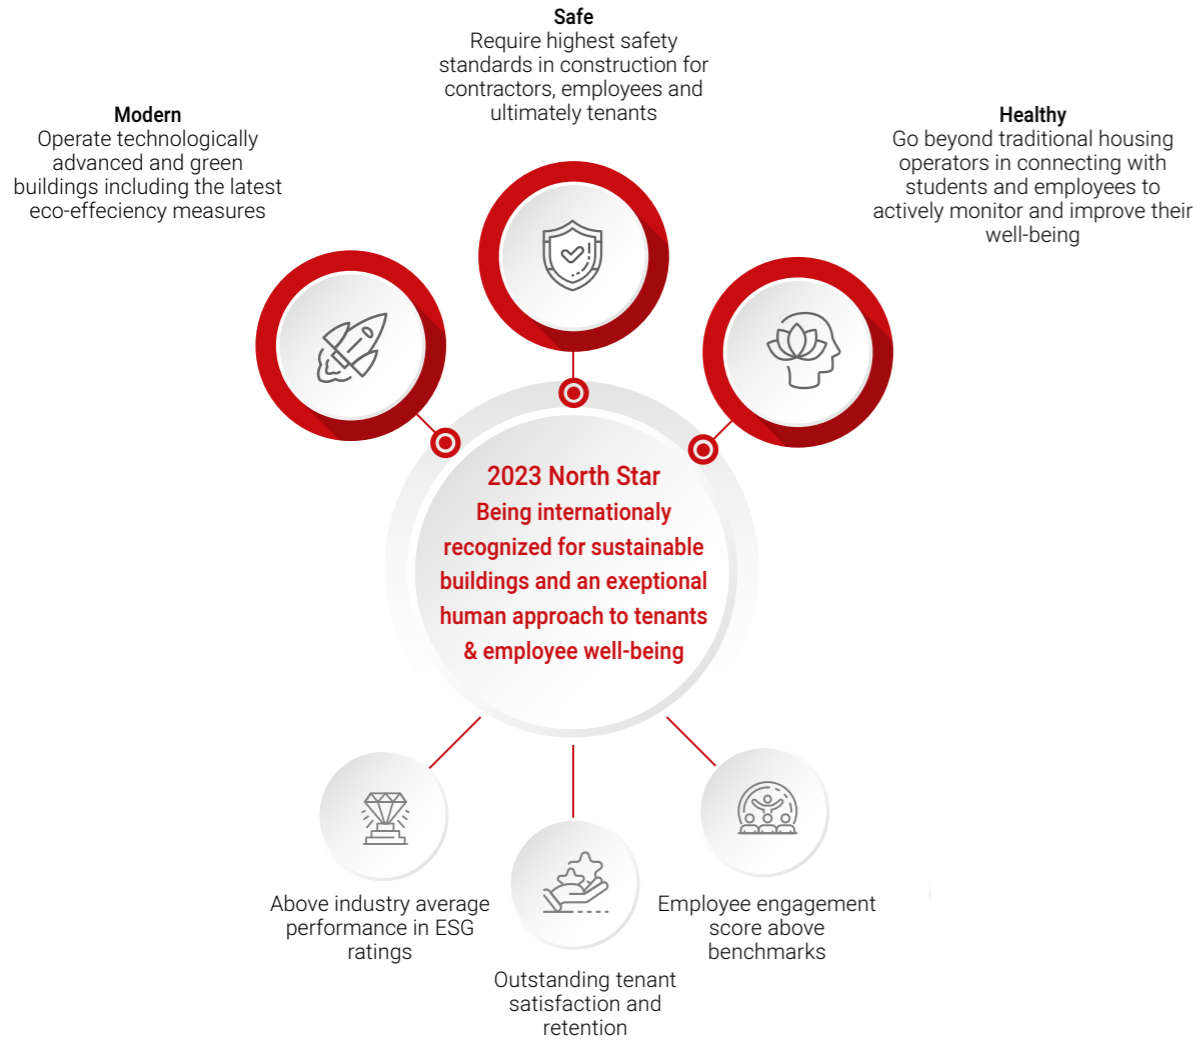 Safe
Require highest safety
standards in construction for
contractors, employees and
ultimately tenants
Modern
Operate technologically
advanced and green
buildings including the latest
eco-effeciency measures
Healthy
Go beyond traditional housing
operators in connecting with
students and employees to
actively monitor and improve their
well-being
2023 North Star
Being internationaly
recognized for sustainable
buildings and an exeptional
human approach to tenants
& employee well-being
Above industry average
performance in ESG
ratings
Outstanding tenant
satisfaction and
retention
Employee engagement
score above
benchmarks